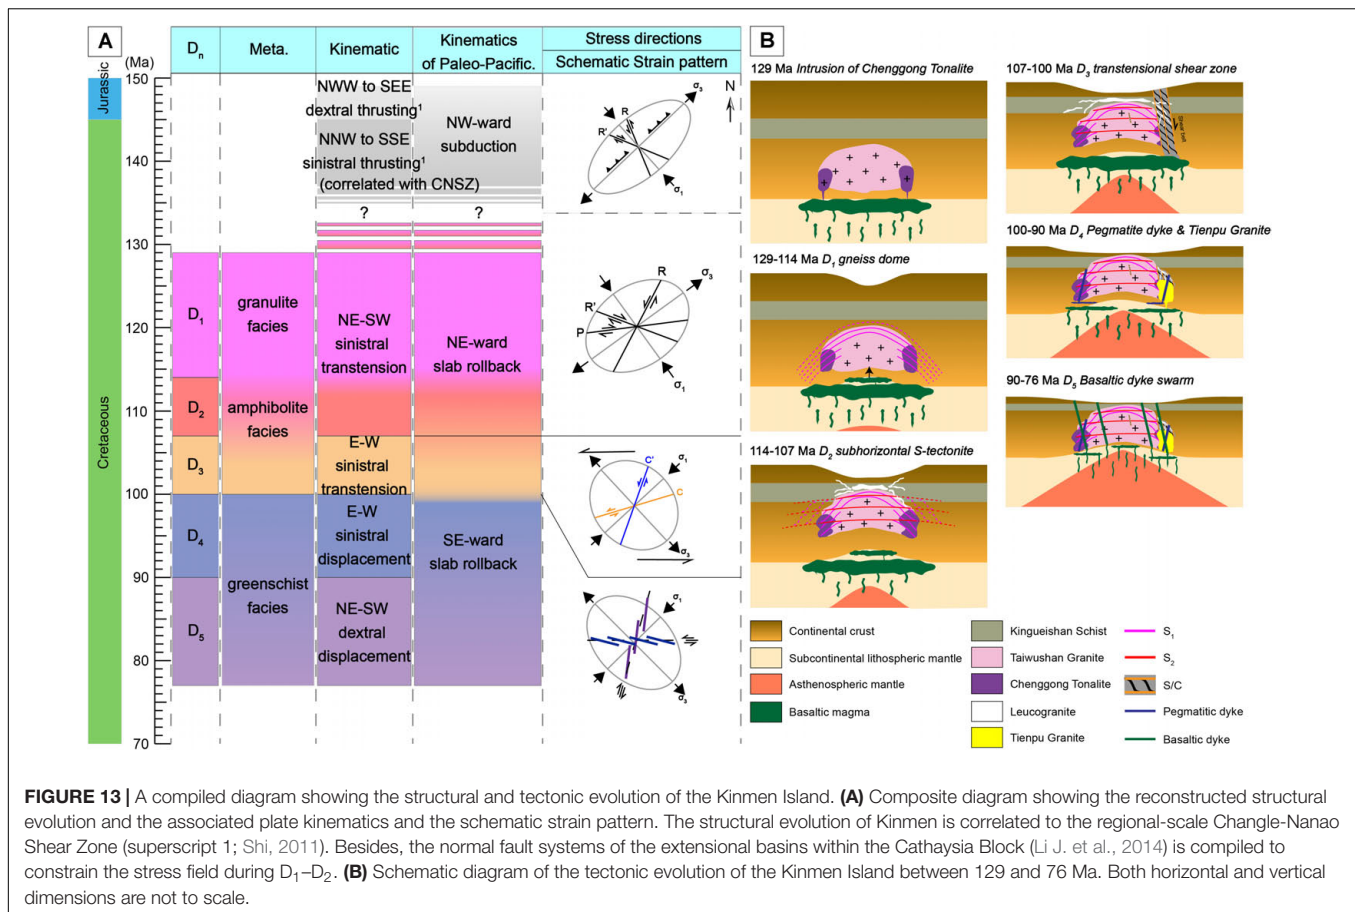 A
(Ma)
Dn
Meta.
Kinematic
Kinematics
of Paleo-Pacific.
Stress directions
Schematic Strain pattern
Jurassic
Cretaceous
150
140
130
120
110
100
90
80
70
NWW to SEE
dextral thrusting¹
NNW to SSE
sinistral thrusting¹
(correlated with CNSZ)
?
NW-ward
subduction
?
N
σ3
R
R'
σ1
D1
granulite
facies
NE-SW
sinistral
transtension
NE-ward
slab rollback
R
σ3
R'
P
σ1
D2
amphibolite
facies
D3
E-W
sinistral
transtension
C'
σ1
C
σ3
D4
E-W
sinistral
displacement
SE-ward
slab rollback
greenschist
facies
D5
NE-SW
dextral
displacement
σ1
σ3
B
129 Ma Intrusion of Chenggong Tonalite
129-114 Ma D1 gneiss dome
114-107 Ma D2 subhorizontal S-tectonite
107-100 Ma D3 transtensional shear zone
Shear belt
100-90 Ma D4 Pegmatite dyke & Tienpu Granite
90-76 Ma D5 Basaltic dyke swarm
Continental crust
Subcontinental lithospheric mantle
Asthenospheric mantle
Basaltic magma
Kingueishan Schist
Taiwushan Granite
Chenggong Tonalite
Leucogranite
Tienpu Granite
S1
S2
S/C
Pegmatitic dyke
Basaltic dyke
FIGURE 13 | A compiled diagram showing the structural and tectonic evolution of the Kinmen Island. (A) Composite diagram showing the reconstructed structural
evolution and the associated plate kinematics and the schematic strain pattern. The structural evolution of Kinmen is correlated to the regional-scale Changle-Nanao
Shear Zone (superscript 1; Shi, 2011). Besides, the normal fault systems of the extensional basins within the Cathaysia Block (Li J. et al., 2014) is compiled to
constrain the stress field during D1–D2. (B) Schematic diagram of the tectonic evolution of the Kinmen Island between 129 and 76 Ma. Both horizontal and vertical
dimensions are not to scale.